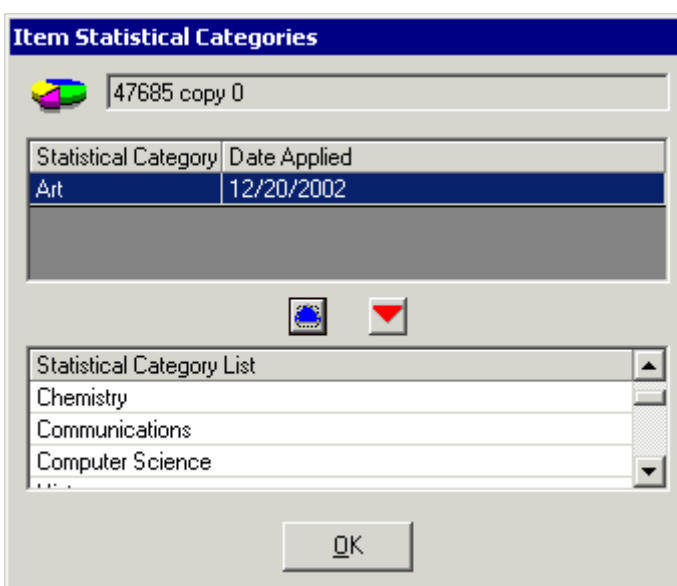 Item Statistical Categories
47685 copy 0
Statistical Category Date Applied
Art 12/20/2002
Statistical Category List
Chemistry
Communications
Computer Science
OK